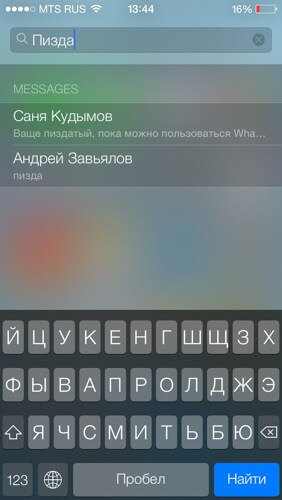 MTS RUS 13:44 16%
Пизда
MESSAGES
Саня Кудымов
Ваще пиздатый, пока можно пользоваться Wha...
Андрей Завьялов
пизда
Й Ц У К Е Н Г Ш Щ З Х
Ф Ы В А П Р О Л Д Ж Э
Я Ч С М И Т Ь Б Ю
123 Пробел Найти